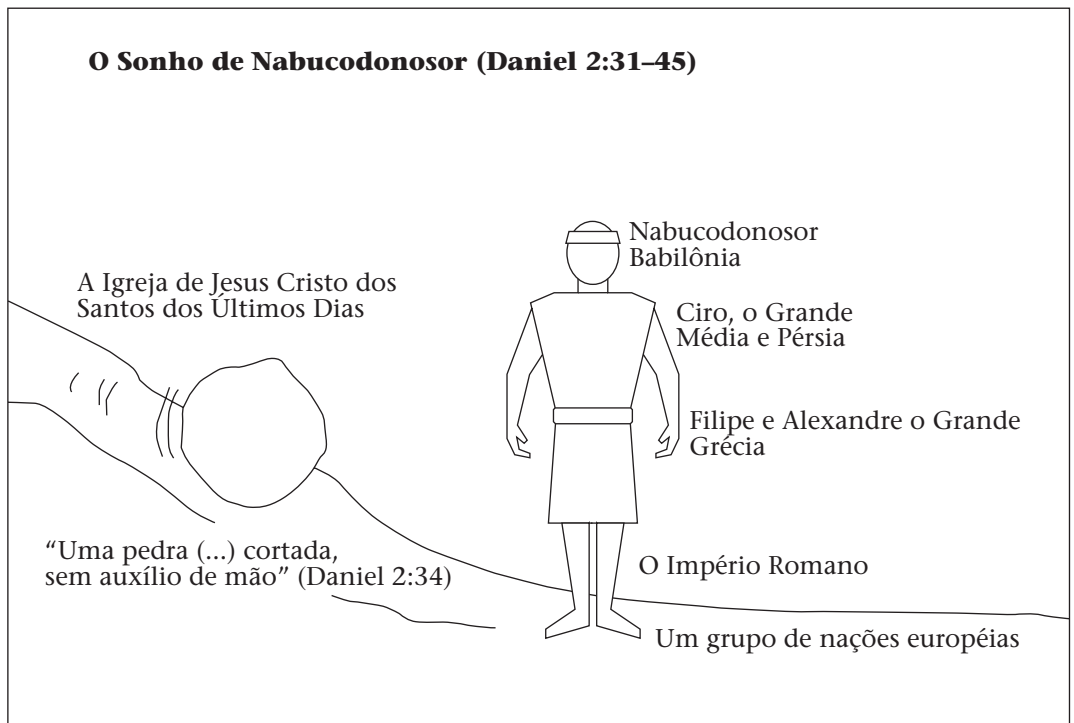 O Sonho de Nabucodonosor (Daniel 2:31–45)
Nabucodonosor
Babilônia
A Igreja de Jesus Cristo dos
Santos dos Últimos Dias
Ciro, o Grande
Média e Pérsia
Filipe e Alexandre o Grande
Grécia
“Uma pedra (...) cortada,
sem auxílio de mão” (Daniel 2:34)
O Império Romano
Um grupo de nações européias